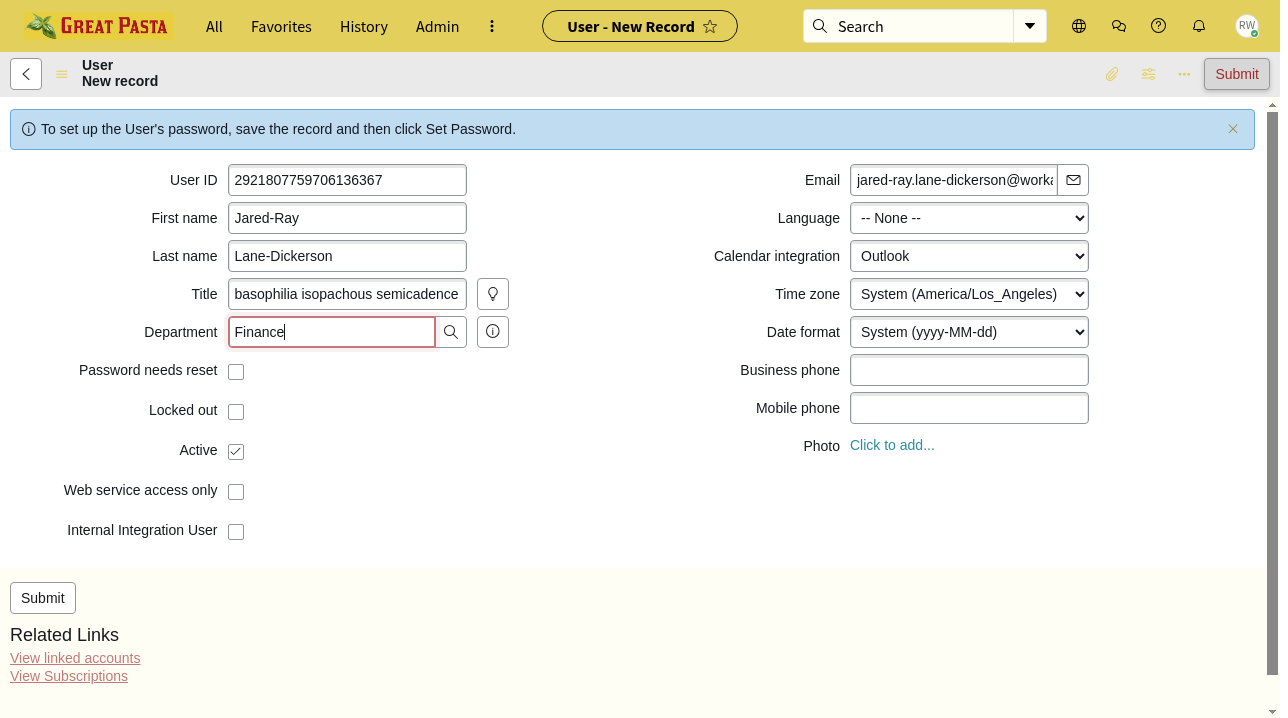 GREAT PASTA
All
Favorites
History
Admin
User - New Record
Search
RW
User
New record
Submit
To set up the User's password, save the record and then click Set Password.
User ID
2921807759706136367
First name
Jared-Ray
Last name
Lane-Dickerson
Title
basophilia isopachous semicadence
Department
Finance
Password needs reset
Locked out
Active
Web service access only
Internal Integration User
Email
jared-ray.lane-dickerson@worka
Language
-- None --
Calendar integration
Outlook
Time zone
System (America/Los_Angeles)
Date format
System (yyyy-MM-dd)
Business phone
Mobile phone
Photo
Click to add...
Submit
Related Links
View linked accounts
View Subscriptions